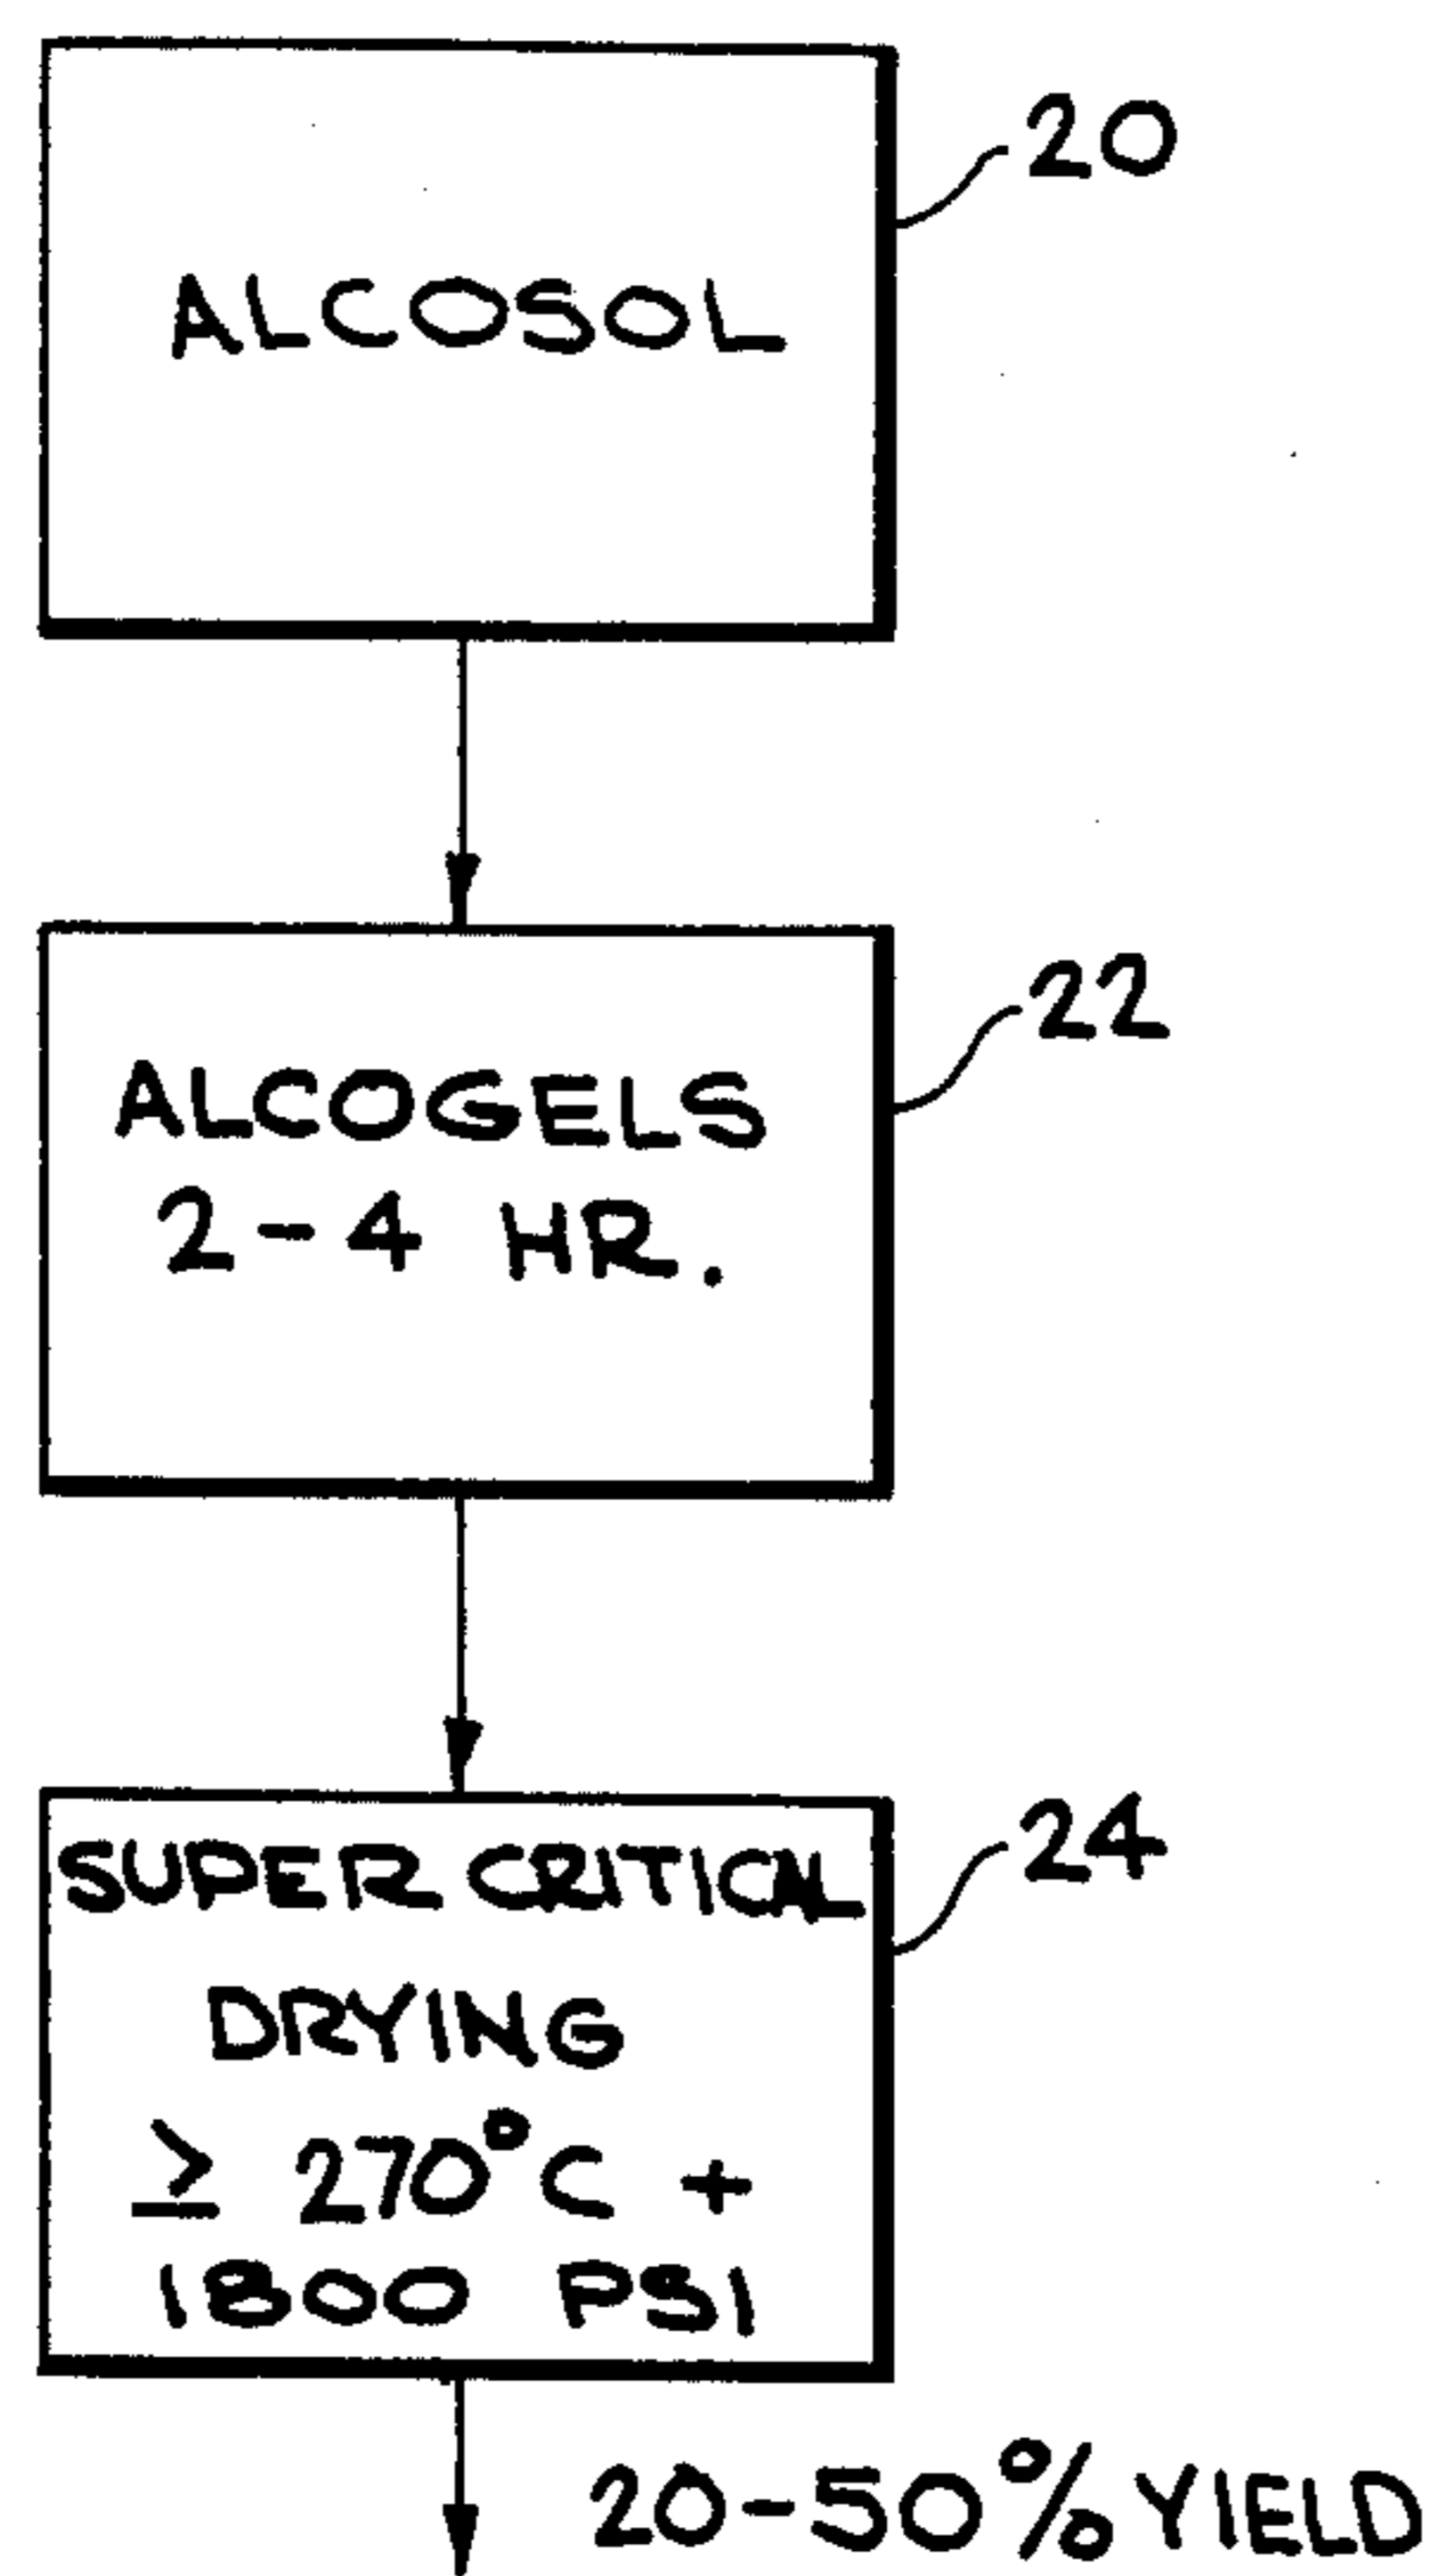 20
ALCOSOL
22
ALCOGELS
2-4 HR.
24
SUPER CRITICAL
DRYING
≥ 270°C +
1800 PSI
20-50% YIELD